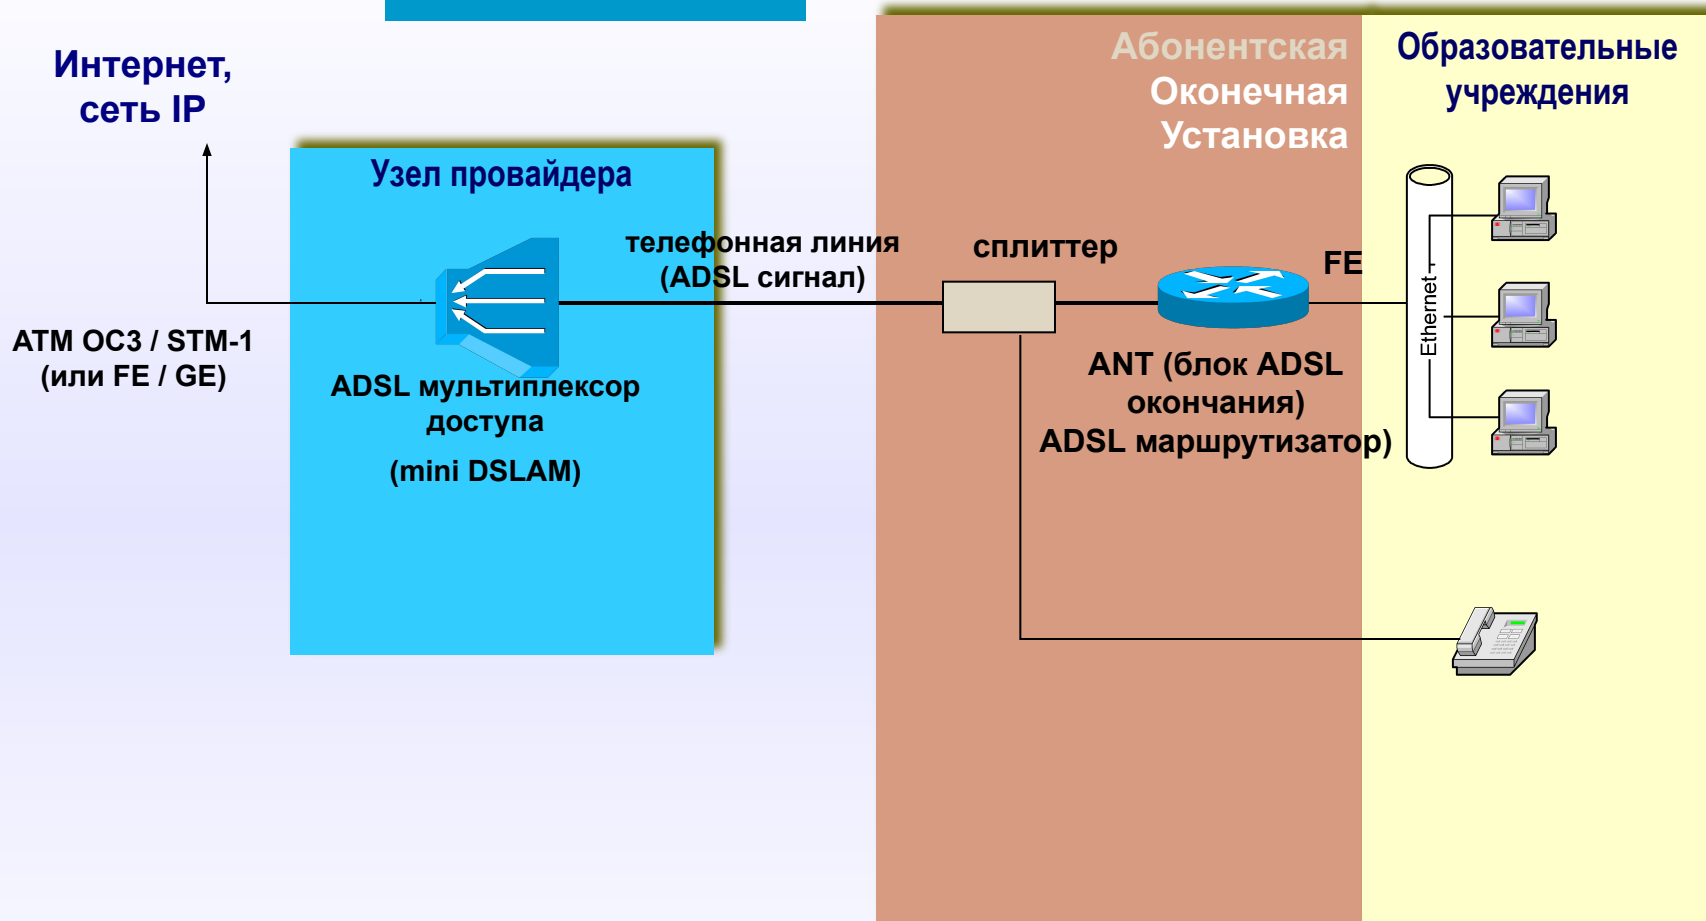 Интернет,
сеть IP
Узел провайдера
Абонентская
Оконечная
Установка
Образовательные
учреждения
телефонная линия
(ADSL сигнал)
сплиттер
FE
Ethernet
ATM OC3 / STM-1
(или FE / GE)
ADSL мультиплексор
доступа
(mini DSLAM)
ANT (блок ADSL
окончания)
ADSL маршрутизатор)